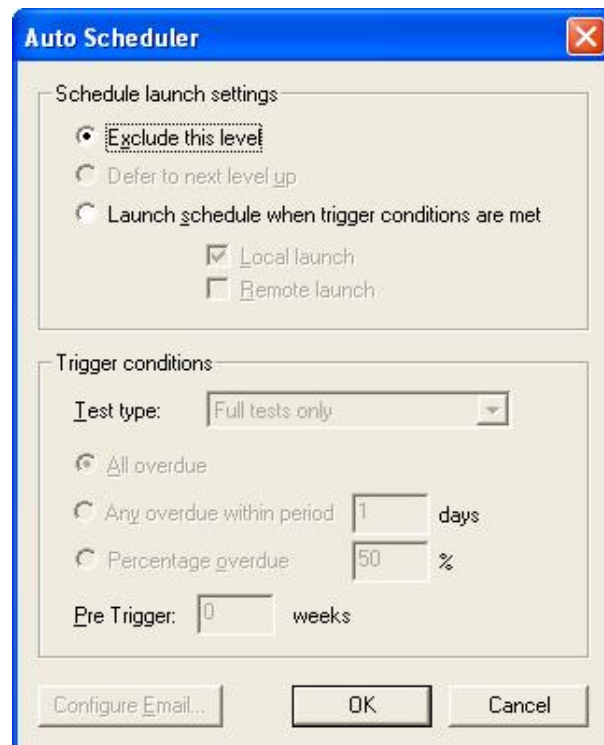 Auto Scheduler
Schedule launch settings
Exclude this level
Defer to next level up
Launch schedule when trigger conditions are met
Local launch
Remote launch
Trigger conditions
Test type: Full tests only
All overdue
Any overdue within period 1 days
Percentage overdue 50 %
Pre Trigger: 0 weeks
Configure Email... OK Cancel